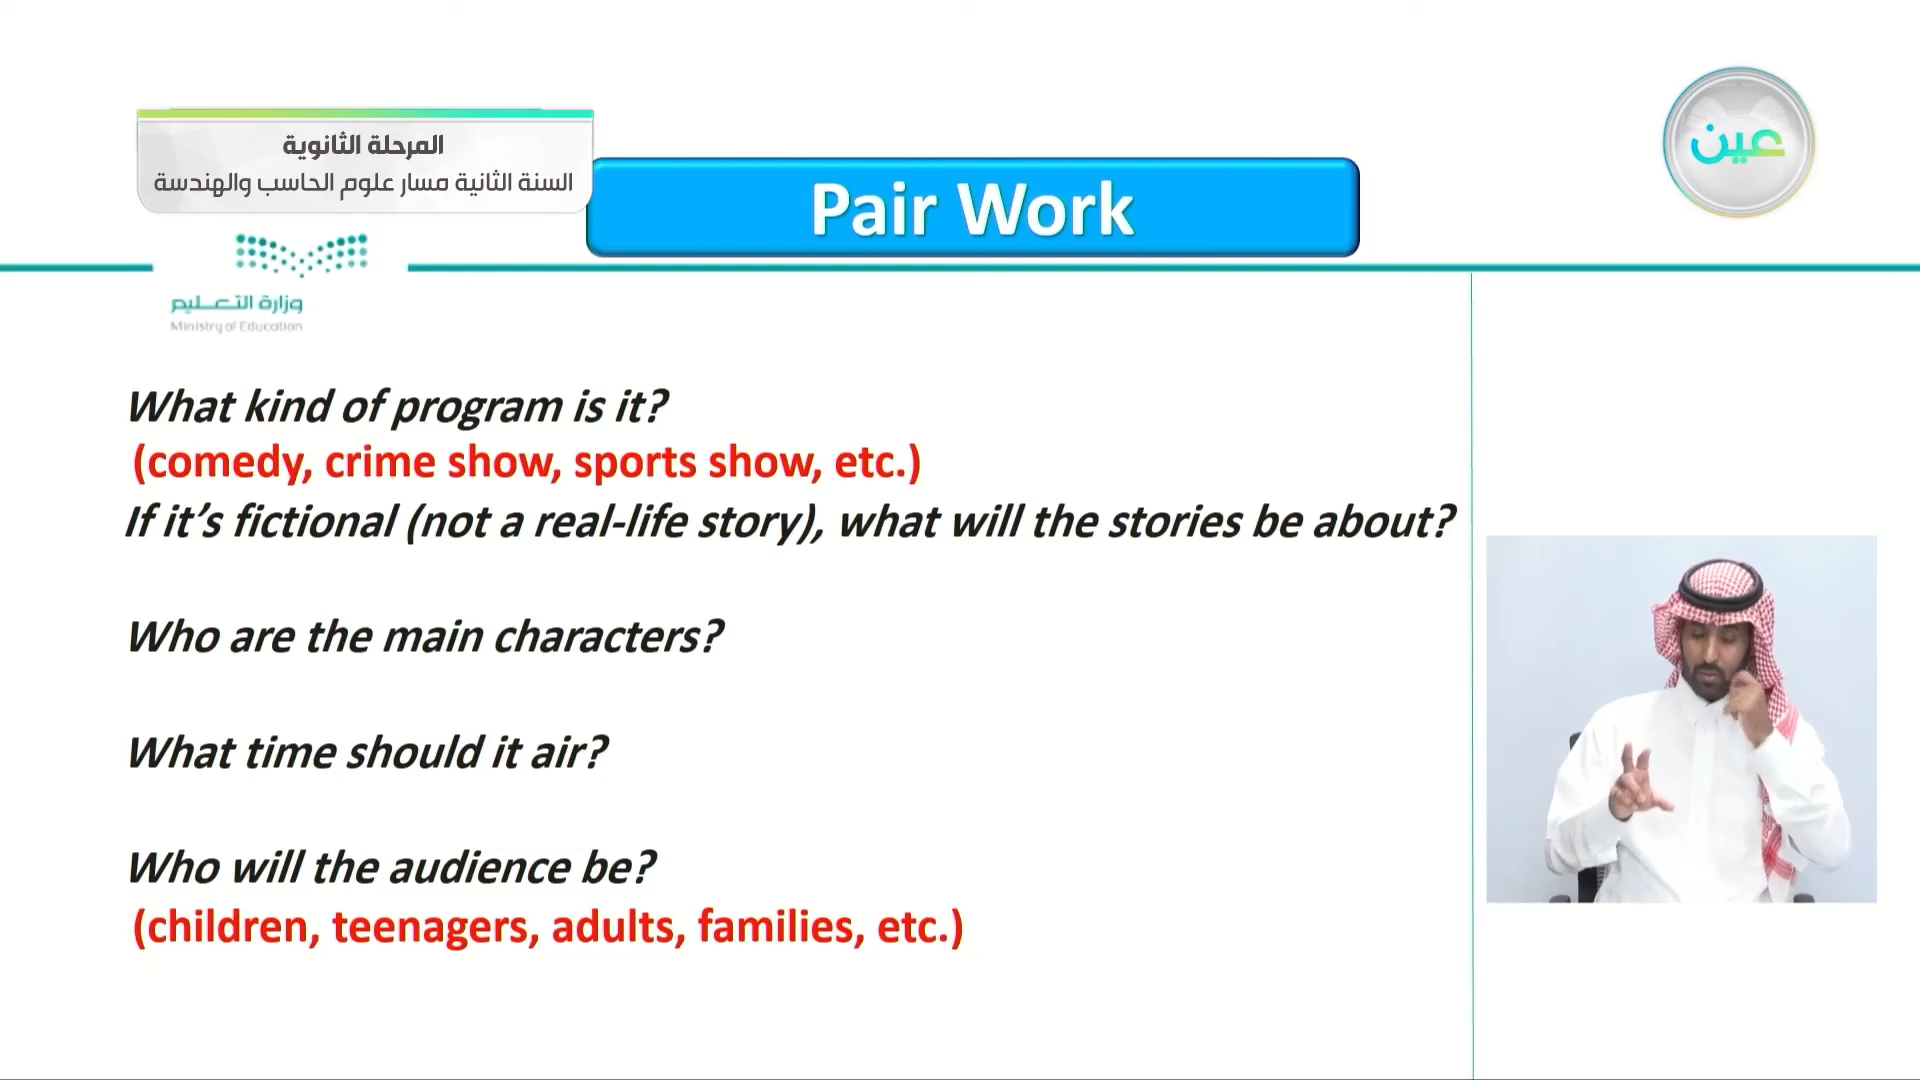 المرحلة الثانوية
السنة الثانية مسار علوم الحاسب والهندسة
عين
Pair Work
وزارة التعليم
Ministry of Education
What kind of program is it?
(comedy, crime show, sports show, etc.)
If it’s fictional (not a real-life story), what will the stories be about?
Who are the main characters?
What time should it air?
Who will the audience be?
(children, teenagers, adults, families, etc.)